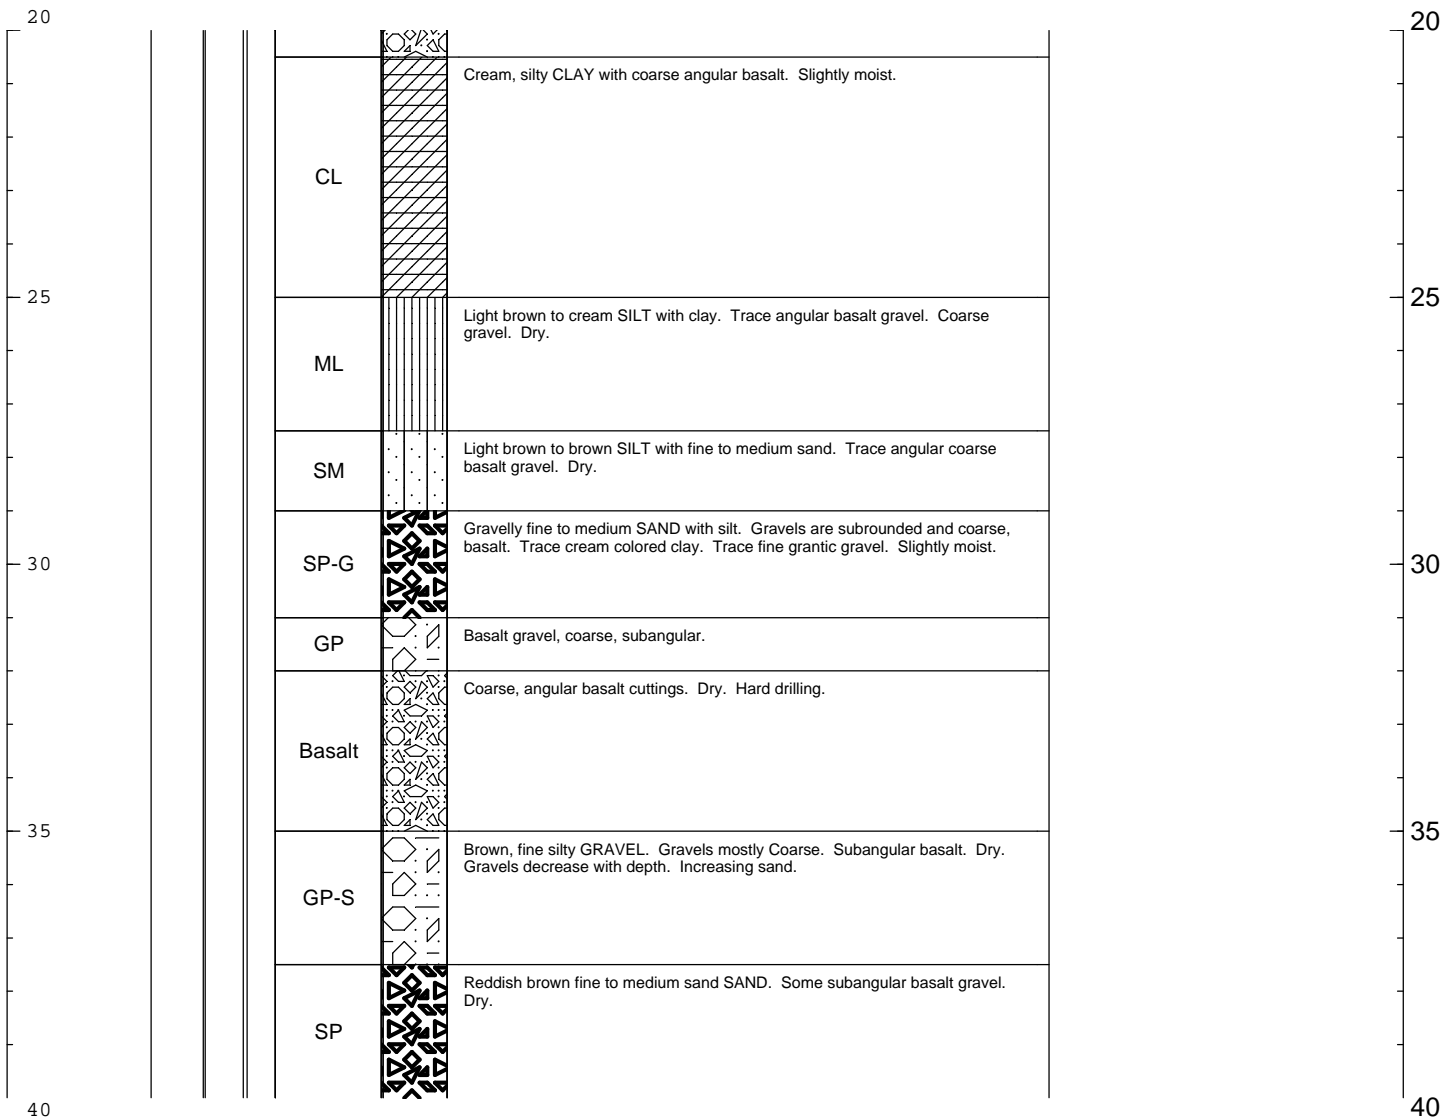 20
20
Cream, silty CLAY with coarse angular basalt.  Slightly moist.
CL
25
25
Light brown to cream SILT with clay.  Trace angular basalt gravel.  Coarse
gravel.  Dry.
ML
Light brown to brown SILT with fine to medium sand.  Trace angular coarse
basalt gravel.  Dry.
SM
Gravelly fine to medium SAND with silt.  Gravels are subrounded and coarse,
basalt.  Trace cream colored clay.  Trace fine grantic gravel.  Slightly moist.
SP-G
30
30
Basalt gravel, coarse, subangular.
GP
Coarse, angular basalt cuttings.  Dry.  Hard drilling.
Basalt
35
35
Brown, fine silty GRAVEL.  Gravels mostly Coarse.  Subangular basalt.  Dry.
Gravels decrease with depth.  Increasing sand.
GP-S
Reddish brown fine to medium sand SAND.  Some subangular basalt gravel.
Dry.
SP
40
40